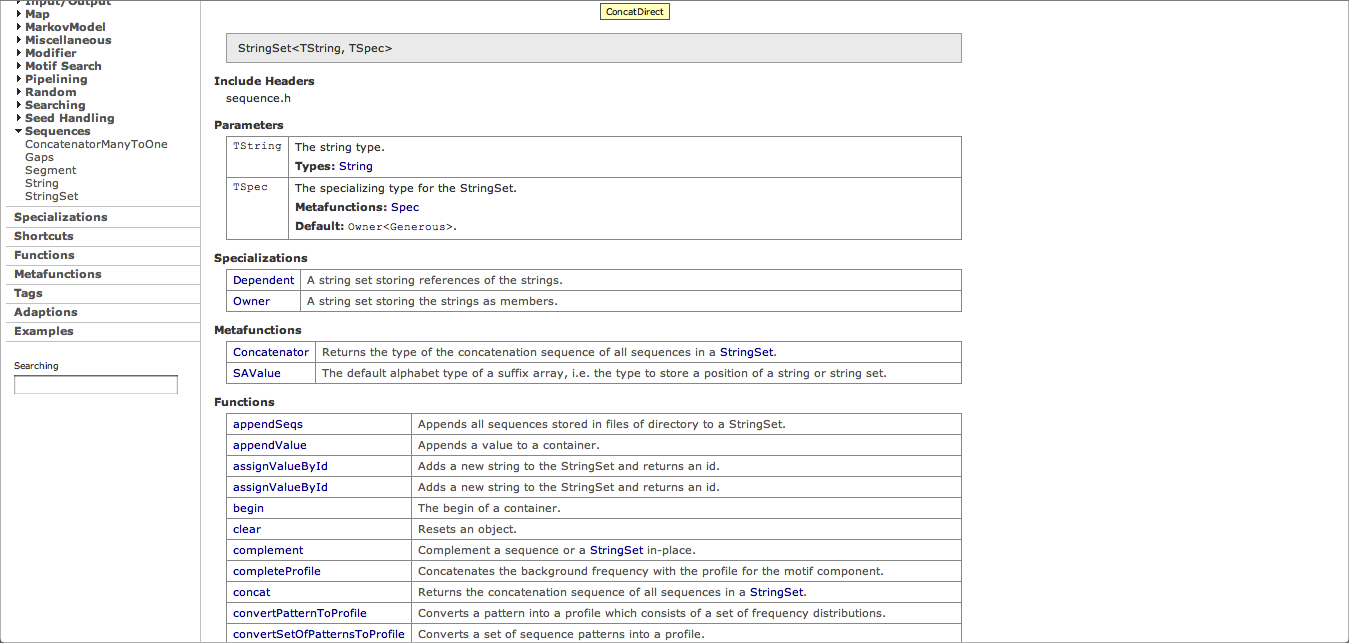 Input/Output
Map
MarkovModel
Miscellaneous
Modifier
Motif Search
Pipelining
Random
Searching
Seed Handling
Sequences
ConcatenatorManyToOne
Gaps
Segment
String
StringSet
Specializations
Shortcuts
Functions
Metafunctions
Tags
Adaptions
Examples
Searching
ConcatDirect
StringSet<TString, TSpec>
Include Headers
sequence.h
Parameters
TString The string type.
Types: String
TSpec The specializing type for the StringSet.
Metafunctions: Spec
Default: Owner<Generous>.
Specializations
Dependent A string set storing references of the strings.
Owner A string set storing the strings as members.
Metafunctions
Concatenator Returns the type of the concatenation sequence of all sequences in a StringSet.
SAValue The default alphabet type of a suffix array, i.e. the type to store a position of a string or string set.
Functions
appendSeqs Appends all sequences stored in files of directory to a StringSet.
appendValue Appends a value to a container.
assignValueById Adds a new string to the StringSet and returns an id.
assignValueById Adds a new string to the StringSet and returns an id.
begin The begin of a container.
clear Resets an object.
complement Complement a sequence or a StringSet in-place.
completeProfile Concatenates the background frequency with the profile for the motif component.
concat Returns the concatenation sequence of all sequences in a StringSet.
convertPatternToProfile Converts a pattern into a profile which consists of a set of frequency distributions.
convertSetOfPatternsToProfile Converts a set of sequence patterns into a profile.